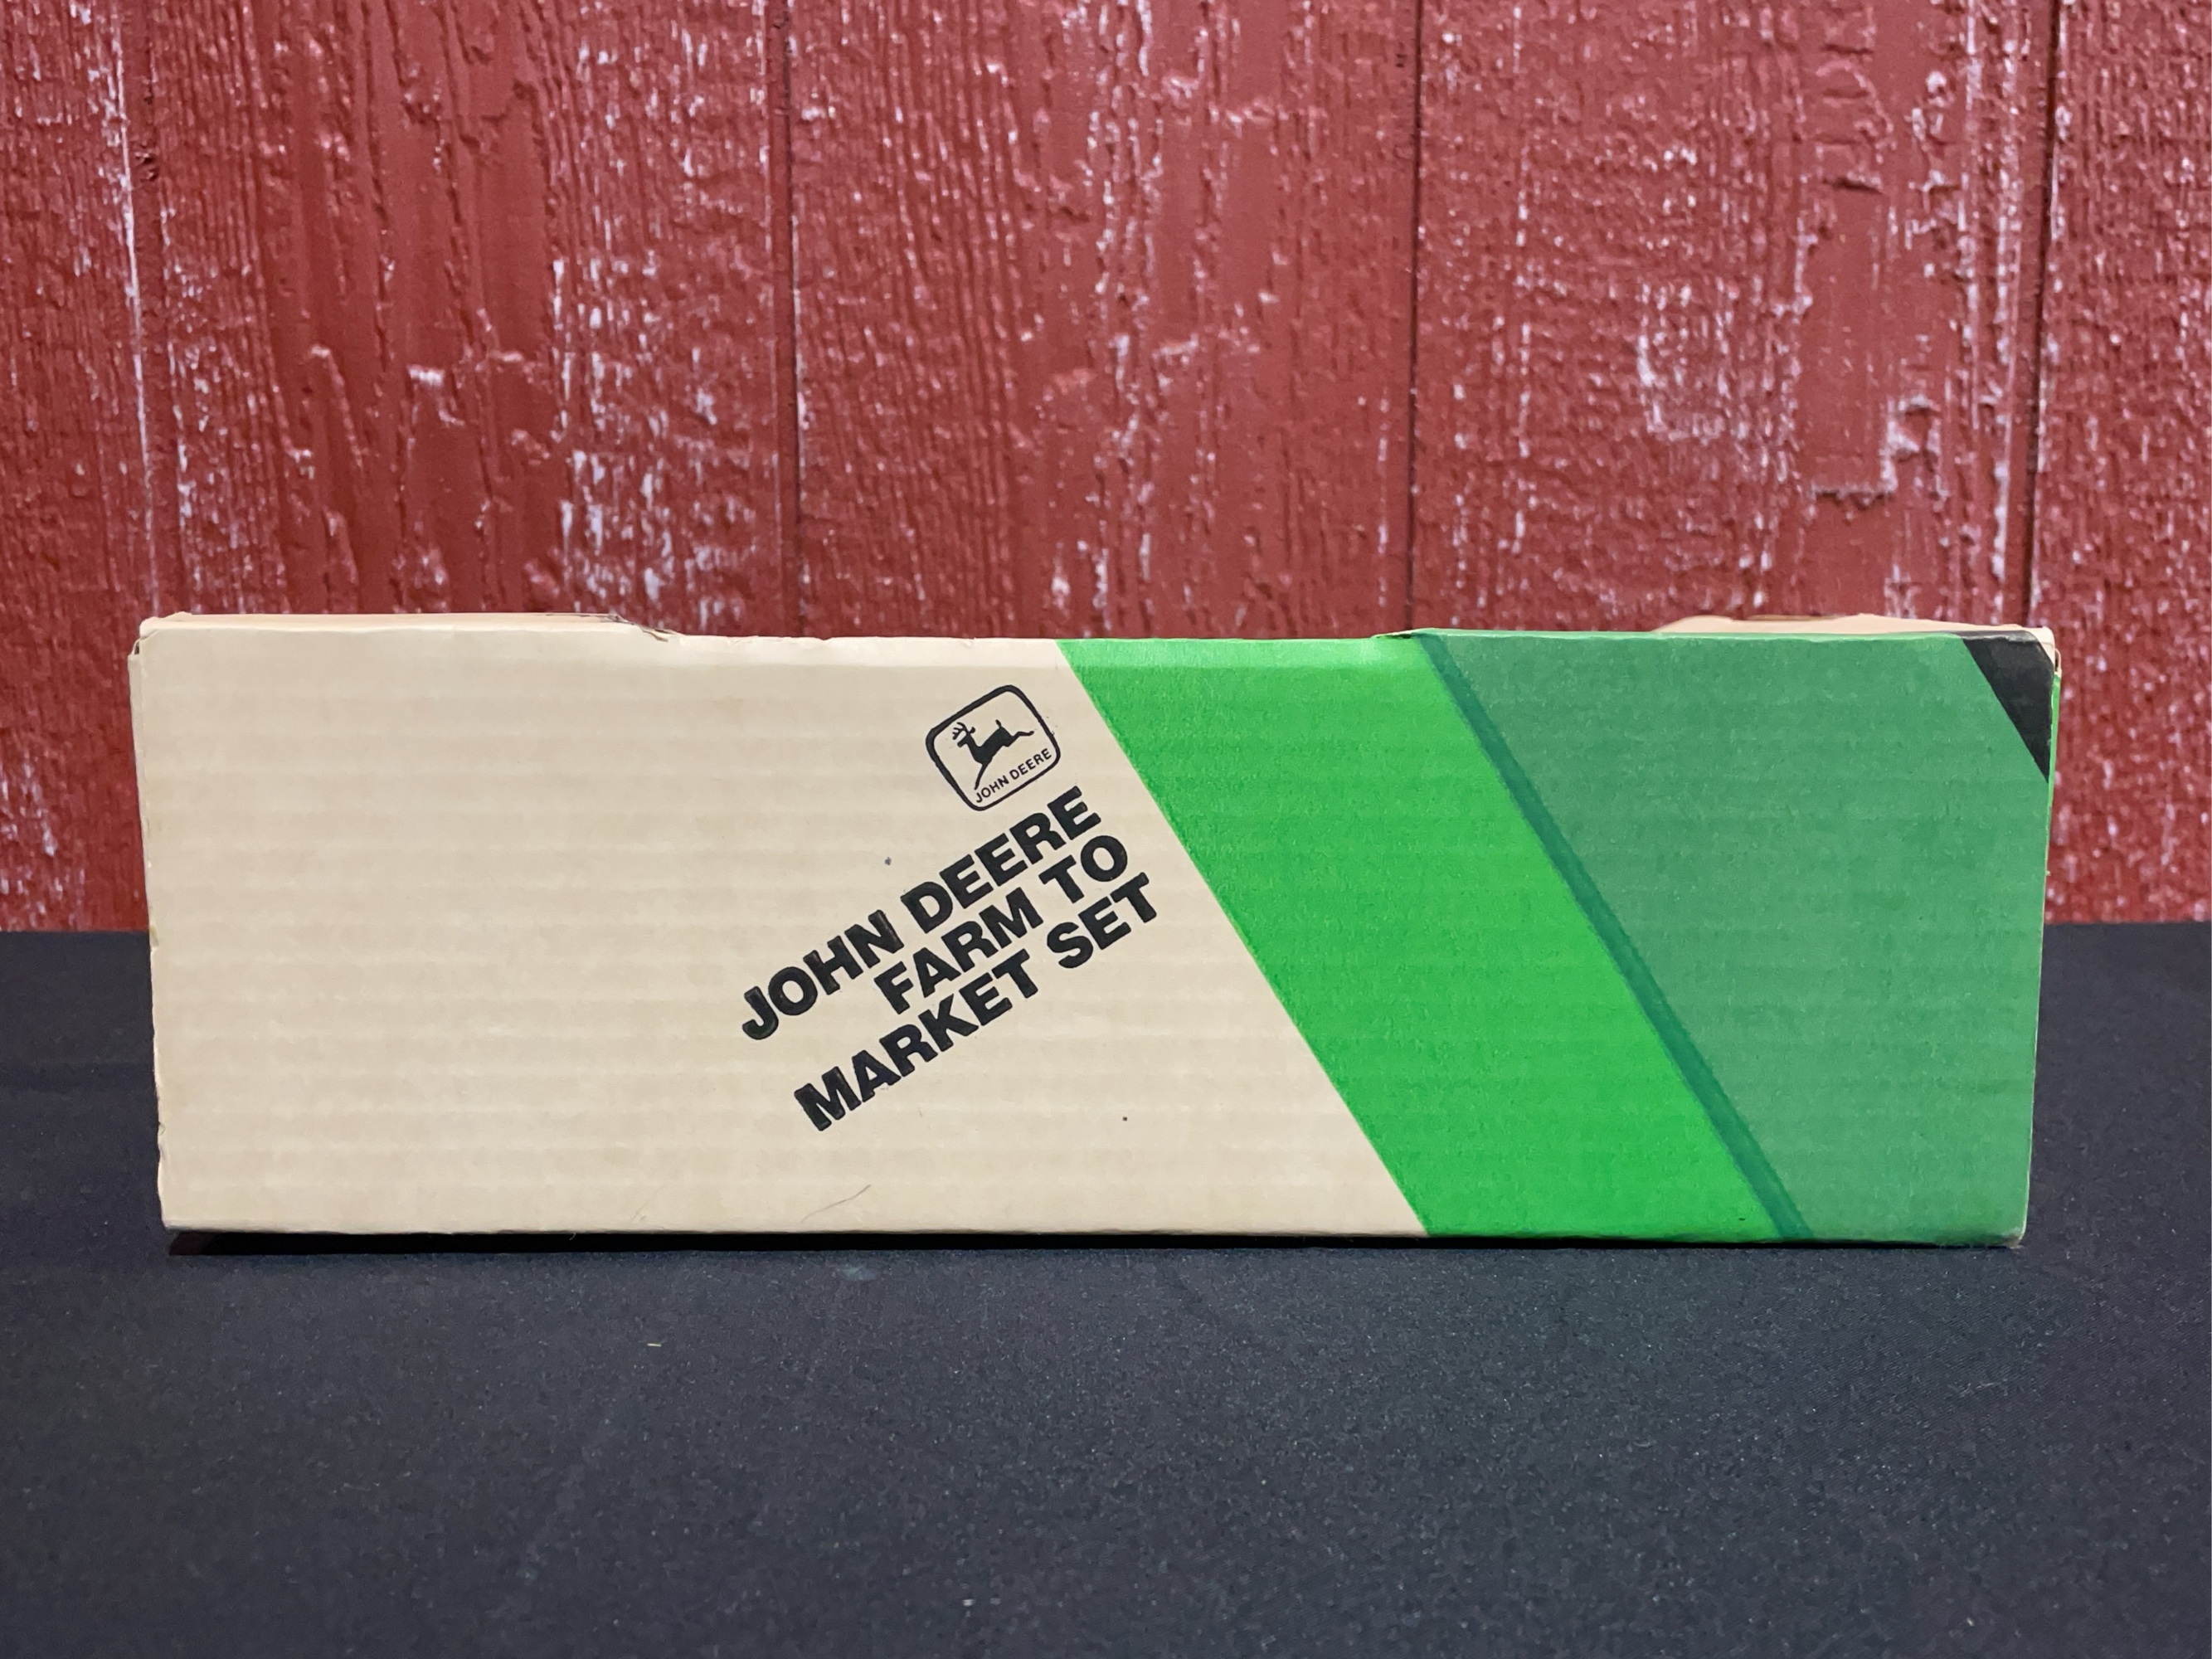 JOHN DEERE
JOHN DEERE
FARM TO
MARKET SET